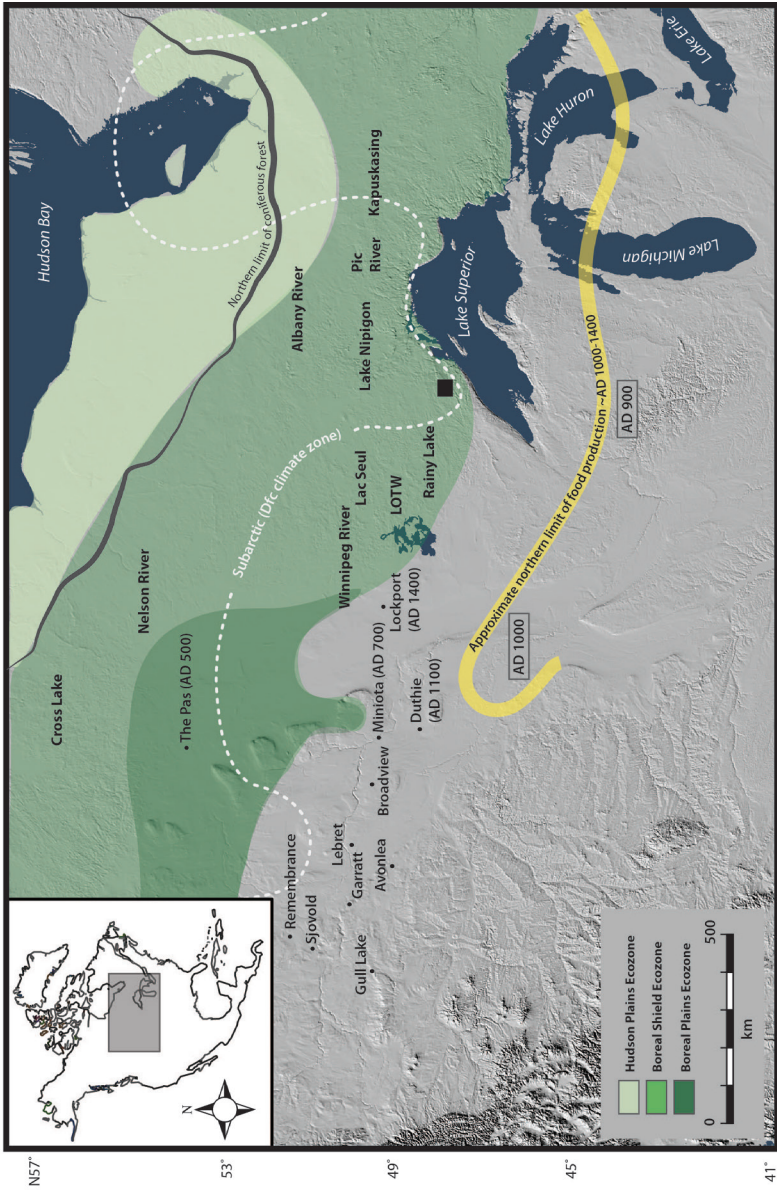 N57°
53°
49°
45°
41°
N
Hudson Bay
Northern limit of coniferous forest
Cross Lake
Nelson River
The Pas (AD 500)
Subarctic (Dfc climate zone)
Albany River
Kapuskasing
Pic
River
Lake Nipigon
Lac Seul
Winnipeg River
LOTW
Rainy Lake
Lockport
(AD 1400)
Miniota (AD 700)
Duthie
(AD 1100)
Broadview
Remembrance
Sjovold
Lebret
Garratt
Avonlea
Gull Lake
Lake Superior
Lake Huron
Lake Erie
Lake Michigan
Approximate northern limit of food production ~AD 1000-1400
AD 900
AD 1000
Hudson Plains Ecozone
Boreal Shield Ecozone
Boreal Plains Ecozone
0
500
km